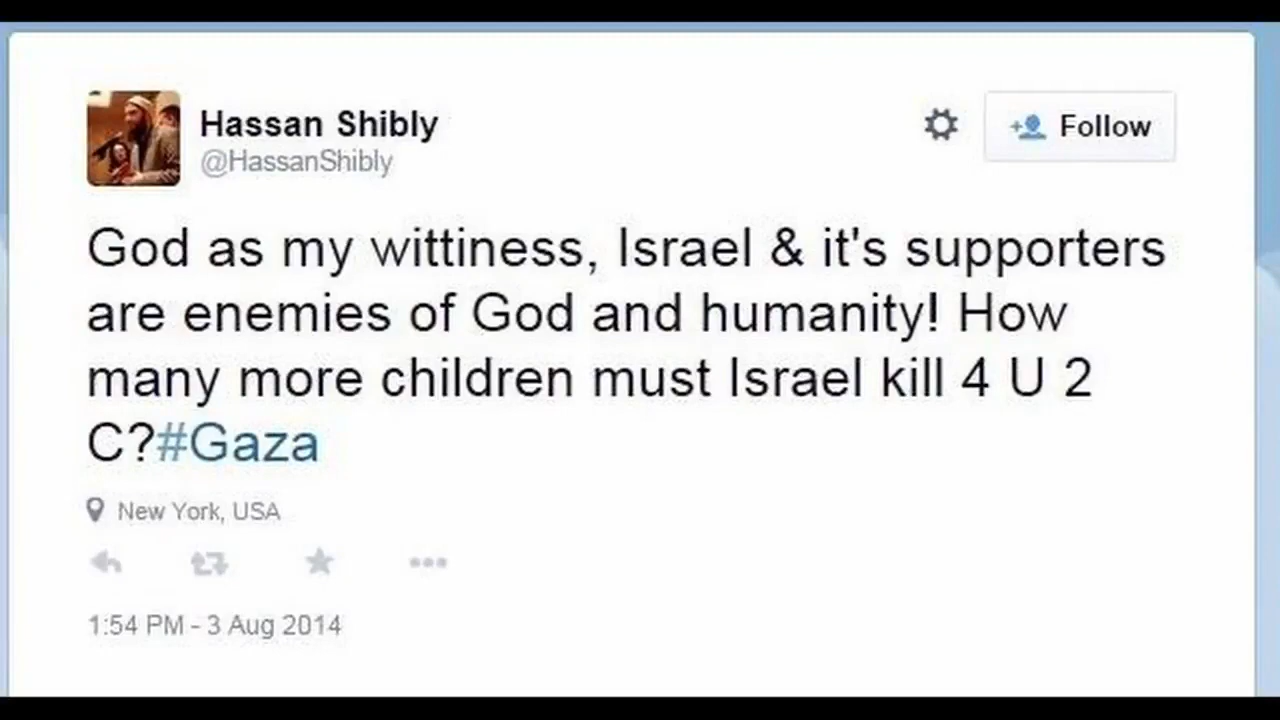 Hassan Shibly
@HassanShibly
Follow
God as my wittiness, Israel & it's supporters
are enemies of God and humanity! How
many more children must Israel kill 4 U 2
C?#Gaza
New York, USA
1:54 PM - 3 Aug 2014